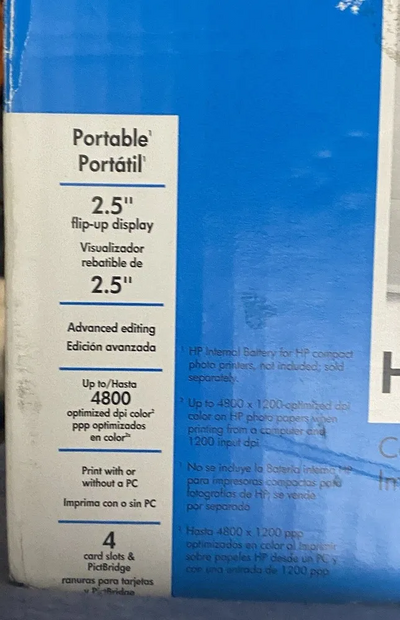 Portable¹
Portátil¹
2.5"
flip-up display
Visualizador
rebatible de
2.5"
Advanced editing
Edición avanzada
Up to/Hasta
4800
optimized dpi color²
ppp optimizados
en color²
Print with or
without a PC
Imprima con o sin PC
4
card slots &
PictBridge
ranuras para tarjetas
y PictBridge
¹ HP Internal Battery for HP compact
photo printers, not included; sold
separately.
² Up to 4800 x 1200-optimized dpi
color on HP photo papers when
printing from a computer and
1200 input dpi
¹ No se incluye la Batería interna HP
para impresoras compactas para
fotografías de HP; se vende
por separado
Hasta 4800 x 1200 ppp
optimizados en color al imprimir
sobre papeles HP desde un PC y
con una entrada de 1200 ppp
H